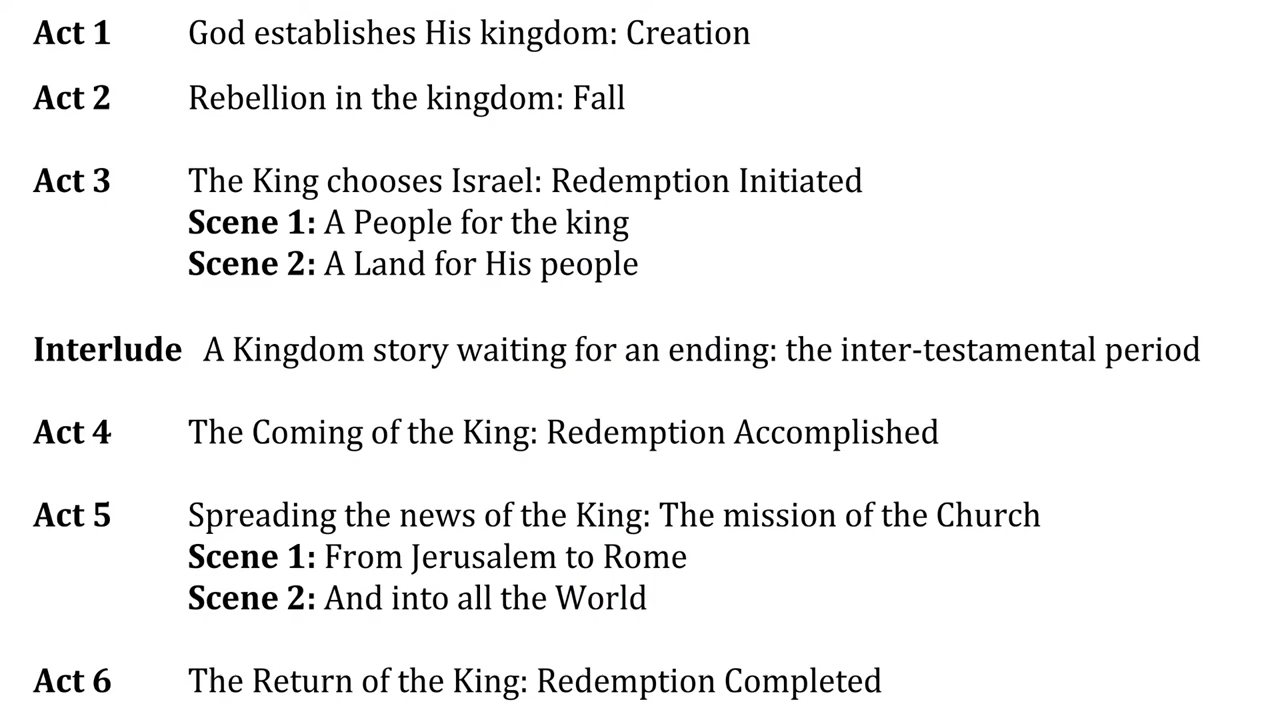 Act 1 God establishes His kingdom: Creation
Act 2 Rebellion in the kingdom: Fall
Act 3 The King chooses Israel: Redemption Initiated
Scene 1: A People for the king
Scene 2: A Land for His people
Interlude A Kingdom story waiting for an ending: the inter-testamental period
Act 4 The Coming of the King: Redemption Accomplished
Act 5 Spreading the news of the King: The mission of the Church
Scene 1: From Jerusalem to Rome
Scene 2: And into all the World
Act 6 The Return of the King: Redemption Completed